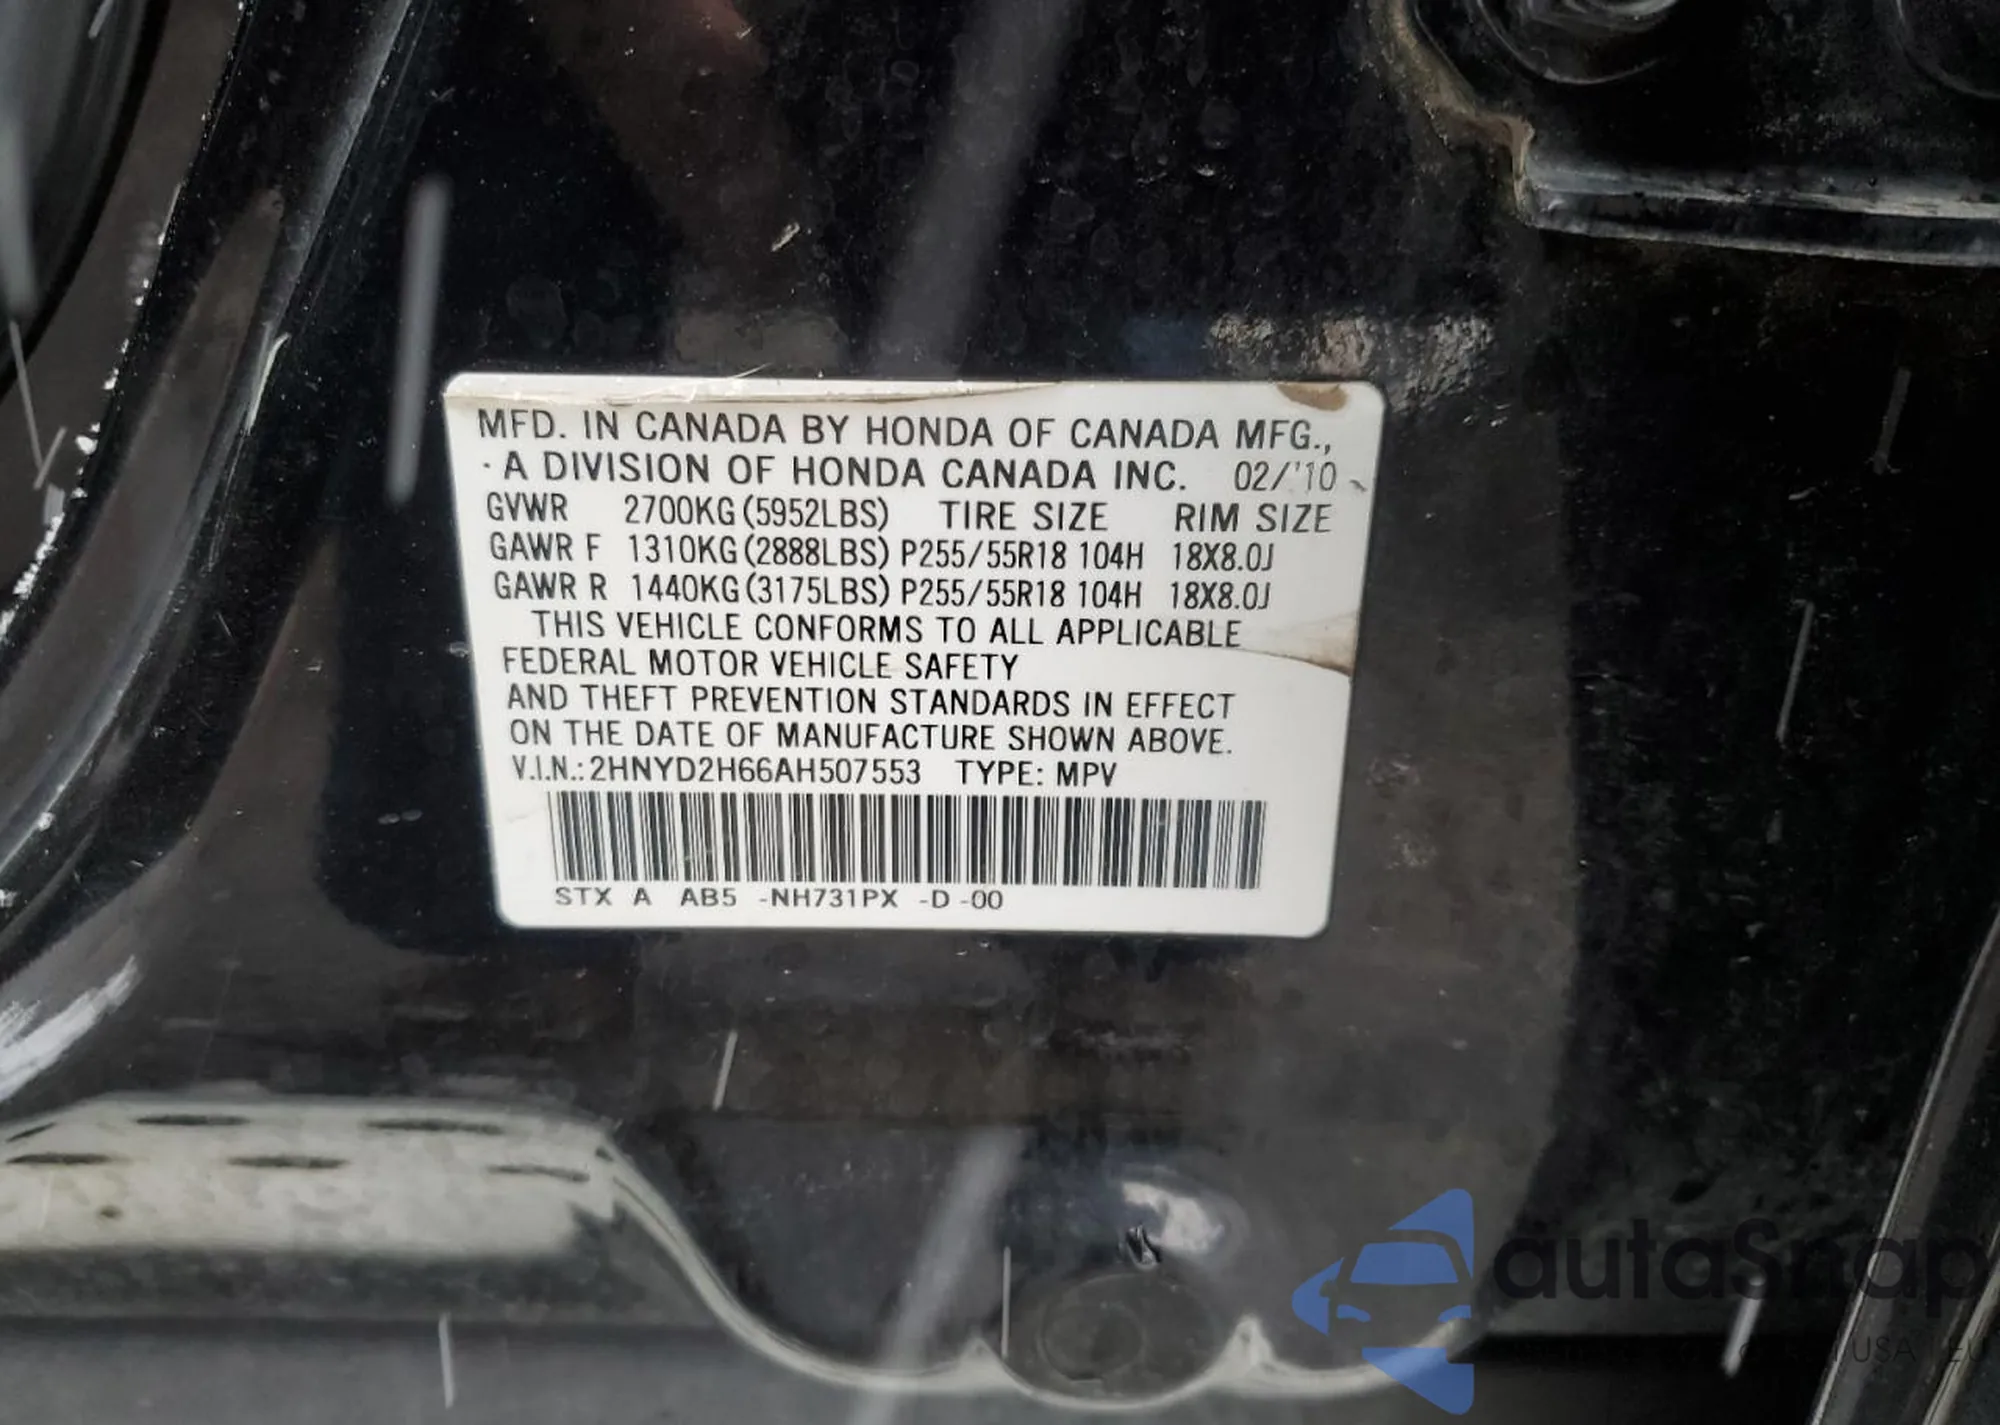 MFD. IN CANADA BY HONDA OF CANADA MFG.,
A DIVISION OF HONDA CANADA INC. 02/'10
GVWR 2700KG(5952LBS) TIRE SIZE RIM SIZE
GAWR F 1310KG(2888LBS) P255/55R18 104H 18X8.0J
GAWR R 1440KG(3175LBS) P255/55R18 104H 18X8.0J
THIS VEHICLE CONFORMS TO ALL APPLICABLE
FEDERAL MOTOR VEHICLE SAFETY
AND THEFT PREVENTION STANDARDS IN EFFECT
ON THE DATE OF MANUFACTURE SHOWN ABOVE.
V.I.N.:2HNYD2H66AH507553 TYPE: MPV
STX A AB5 -NH731PX -D -00
autaSnap
USA EU